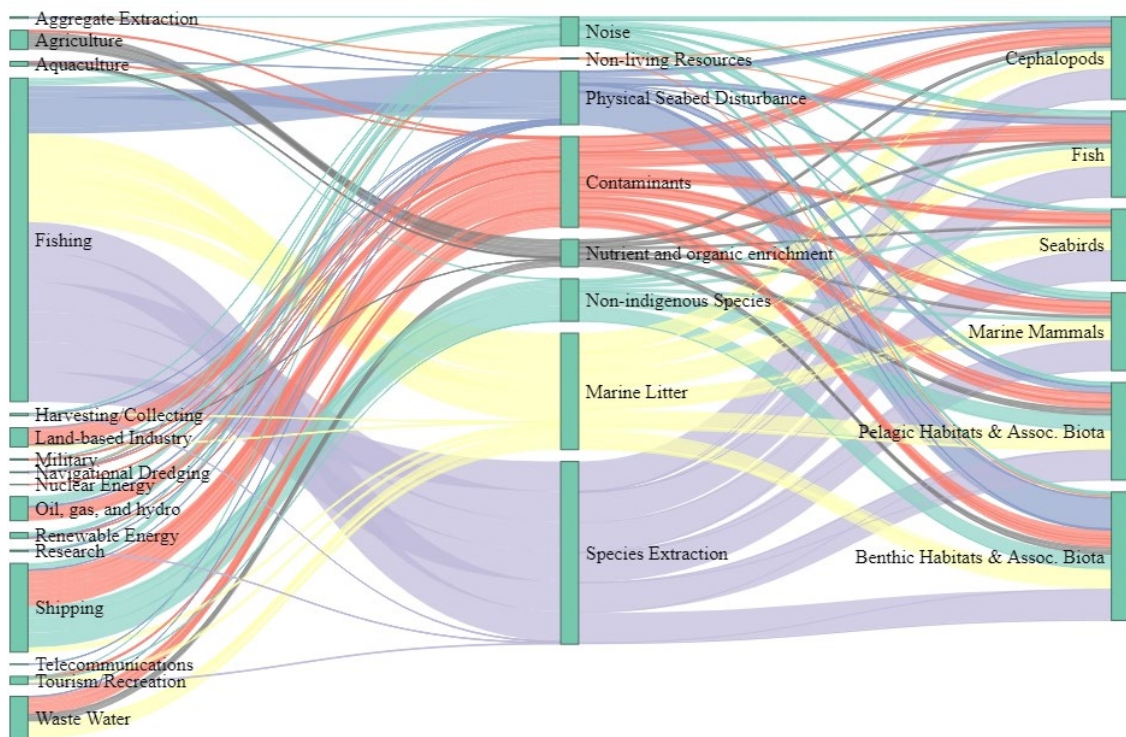 Aggregate Extraction
Agriculture
Aquaculture
Fishing
Harvesting/Collecting
Land-based Industry
Military
Navigational Dredging
Nuclear Energy
Oil, gas, and hydro
Renewable Energy
Research
Shipping
Telecommunications
Tourism/Recreation
Waste Water
Noise
Non-living Resources
Physical Seabed Disturbance
Contaminants
Nutrient and organic enrichment
Non-indigenous Species
Marine Litter
Species Extraction
Cephalopods
Fish
Seabirds
Marine Mammals
Pelagic Habitats & Assoc. Biota
Benthic Habitats & Assoc. Biota